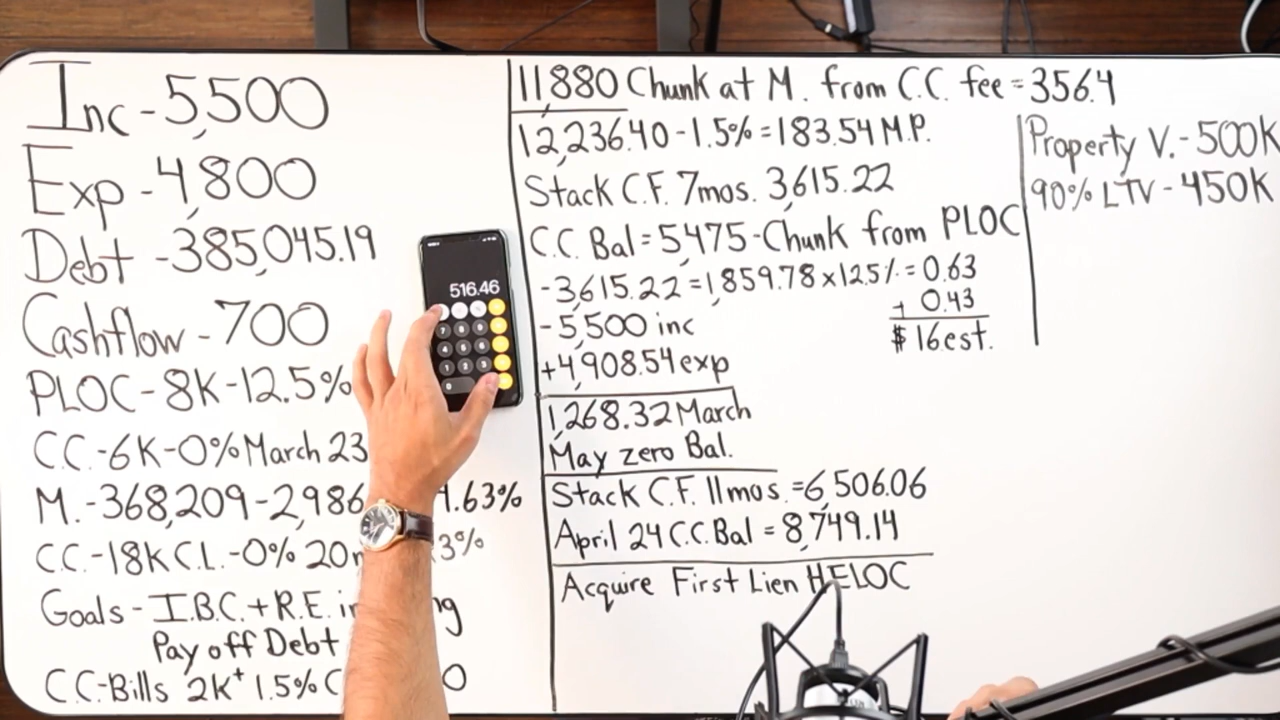 Inc - 5,500
Exp - 4,800
Debt - 385,045.19
Cashflow - 700
PLOC - 8K - 12.5%
C.C. - 6K - 0% March 23
M. - 368,209 - 2,986 .63%
C.C. - 18K C.L. - 0% 20 3%
Goals - I.B.C. + R.E.
Pay off Debt
C.C. - Bills 2K+ 1.5%
516.46
11,880 Chunk at M. from C.C. fee = 356.4
12,236.40 - 1.5% = 183.54 M.P.
Stack C.F. 7mos. 3,615.22
C.C. Bal = 5,475 - Chunk from PLOC
- 3,615.22 = 1,859.78 x 12.5% = 0.63
+ 0.43
- 5,500 inc
$16 est.
+ 4,908.54 exp
1,268.32 March
May zero Bal.
Stack C.F. 11mos. = 6,506.06
April 24 C.C. Bal = 8,749.14
Acquire First Lien HELOC
Property V. - 500K
90% LTV - 450K